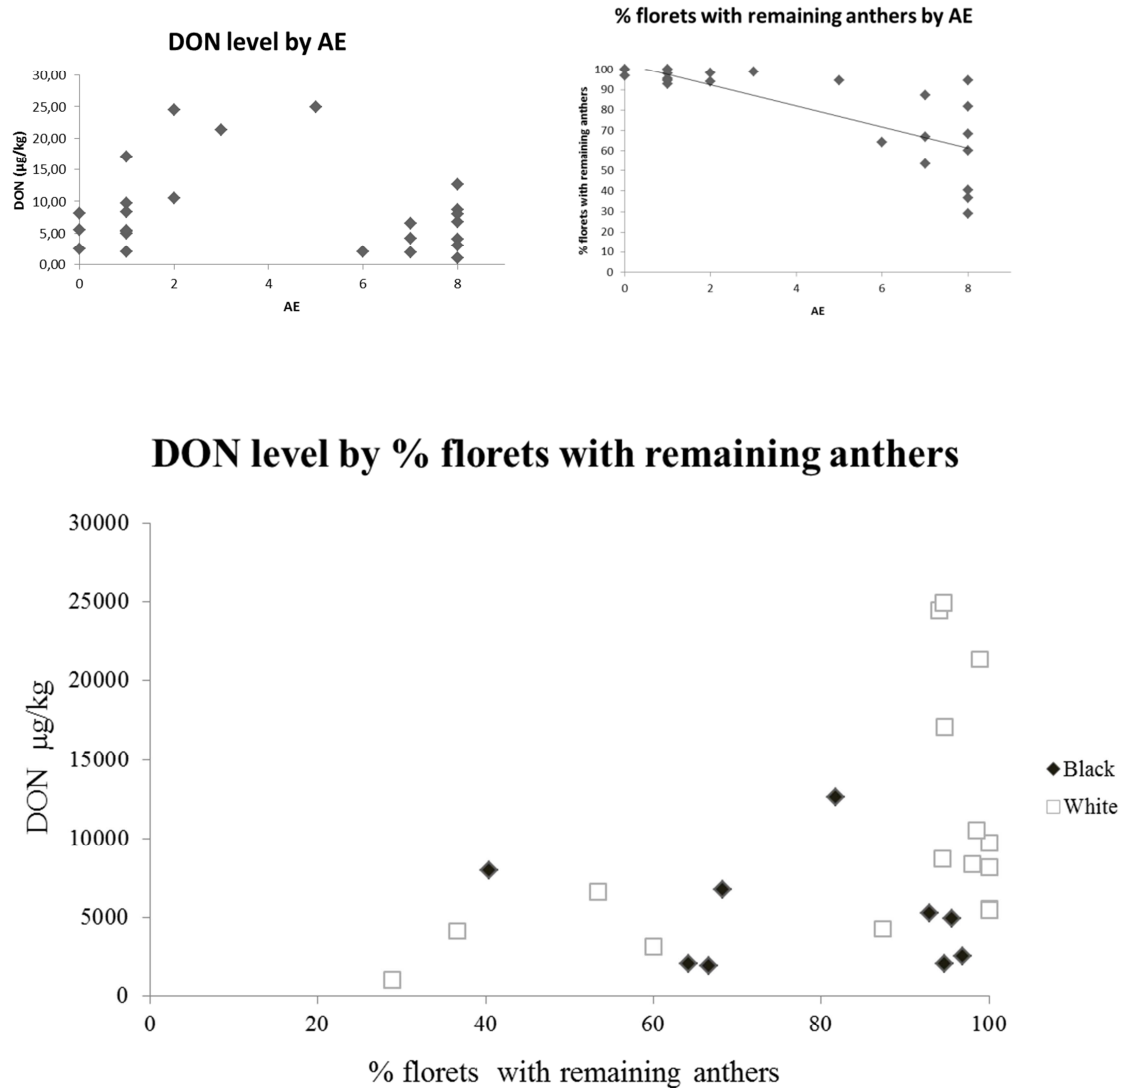 DON level by AE
30,00
25,00
20,00
15,00
10,00
5,00
0,00
DON (µg/kg)
0 2 4 6 8
AE
% florets with remaining anthers by AE
100
90
80
70
60
50
40
30
20
10
0
% florets with remaining anthers
0 2 4 6 8
AE
DON level by % florets with remaining anthers
30000
25000
20000
15000
10000
5000
0
DON µg/kg
0 20 40 60 80 100
% florets with remaining anthers
Black
White